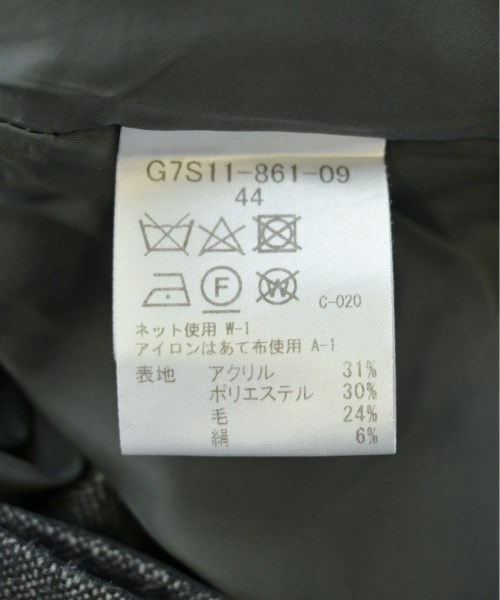 G7S11-861-09
44
F W C-020
ネット使用 W-1
アイロンはあて布使用 A-1
表地 アクリル 31%
ポリエステル 30%
毛 24%
絹 6%